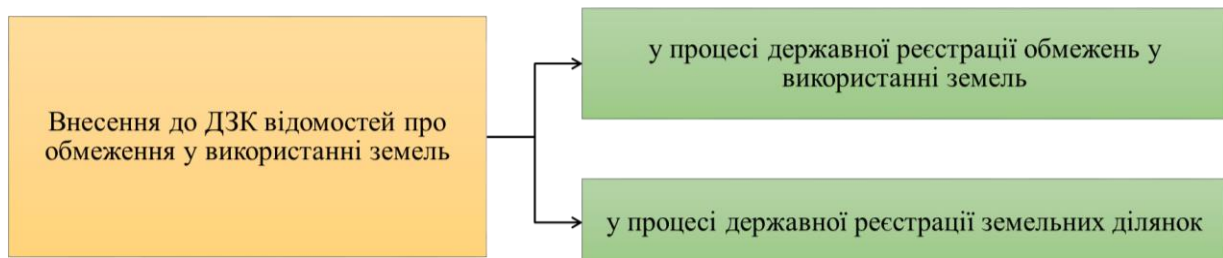 Внесення до ДЗК відомостей про
обмеження у використанні земель
у процесі державної реєстрації обмежень у
використанні земель
у процесі державної реєстрації земельних ділянок